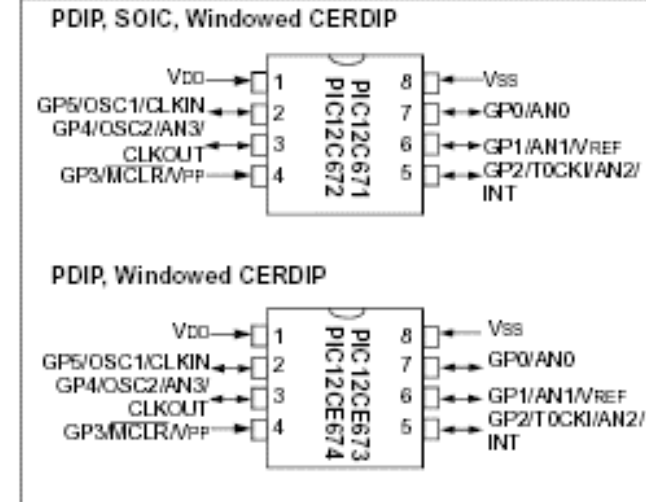 PDIP, SOIC, Windowed CERDIP
VDD 1 8 VSS
GP5/OSC1/CLKIN 2 7 GP0/AN0
GP4/OSC2/AN3/
CLKOUT 3 6 GP1/AN1/VREF
GP3/MCLR/VPP 4 5 GP2/T0CKI/AN2/
INT
PIC12C671
PIC12C672
PDIP, Windowed CERDIP
VDD 1 8 VSS
GP5/OSC1/CLKIN 2 7 GP0/AN0
GP4/OSC2/AN3/
CLKOUT 3 6 GP1/AN1/VREF
GP3/MCLR/VPP 4 5 GP2/T0CKI/AN2/
INT
PIC12CE673
PIC12CE674